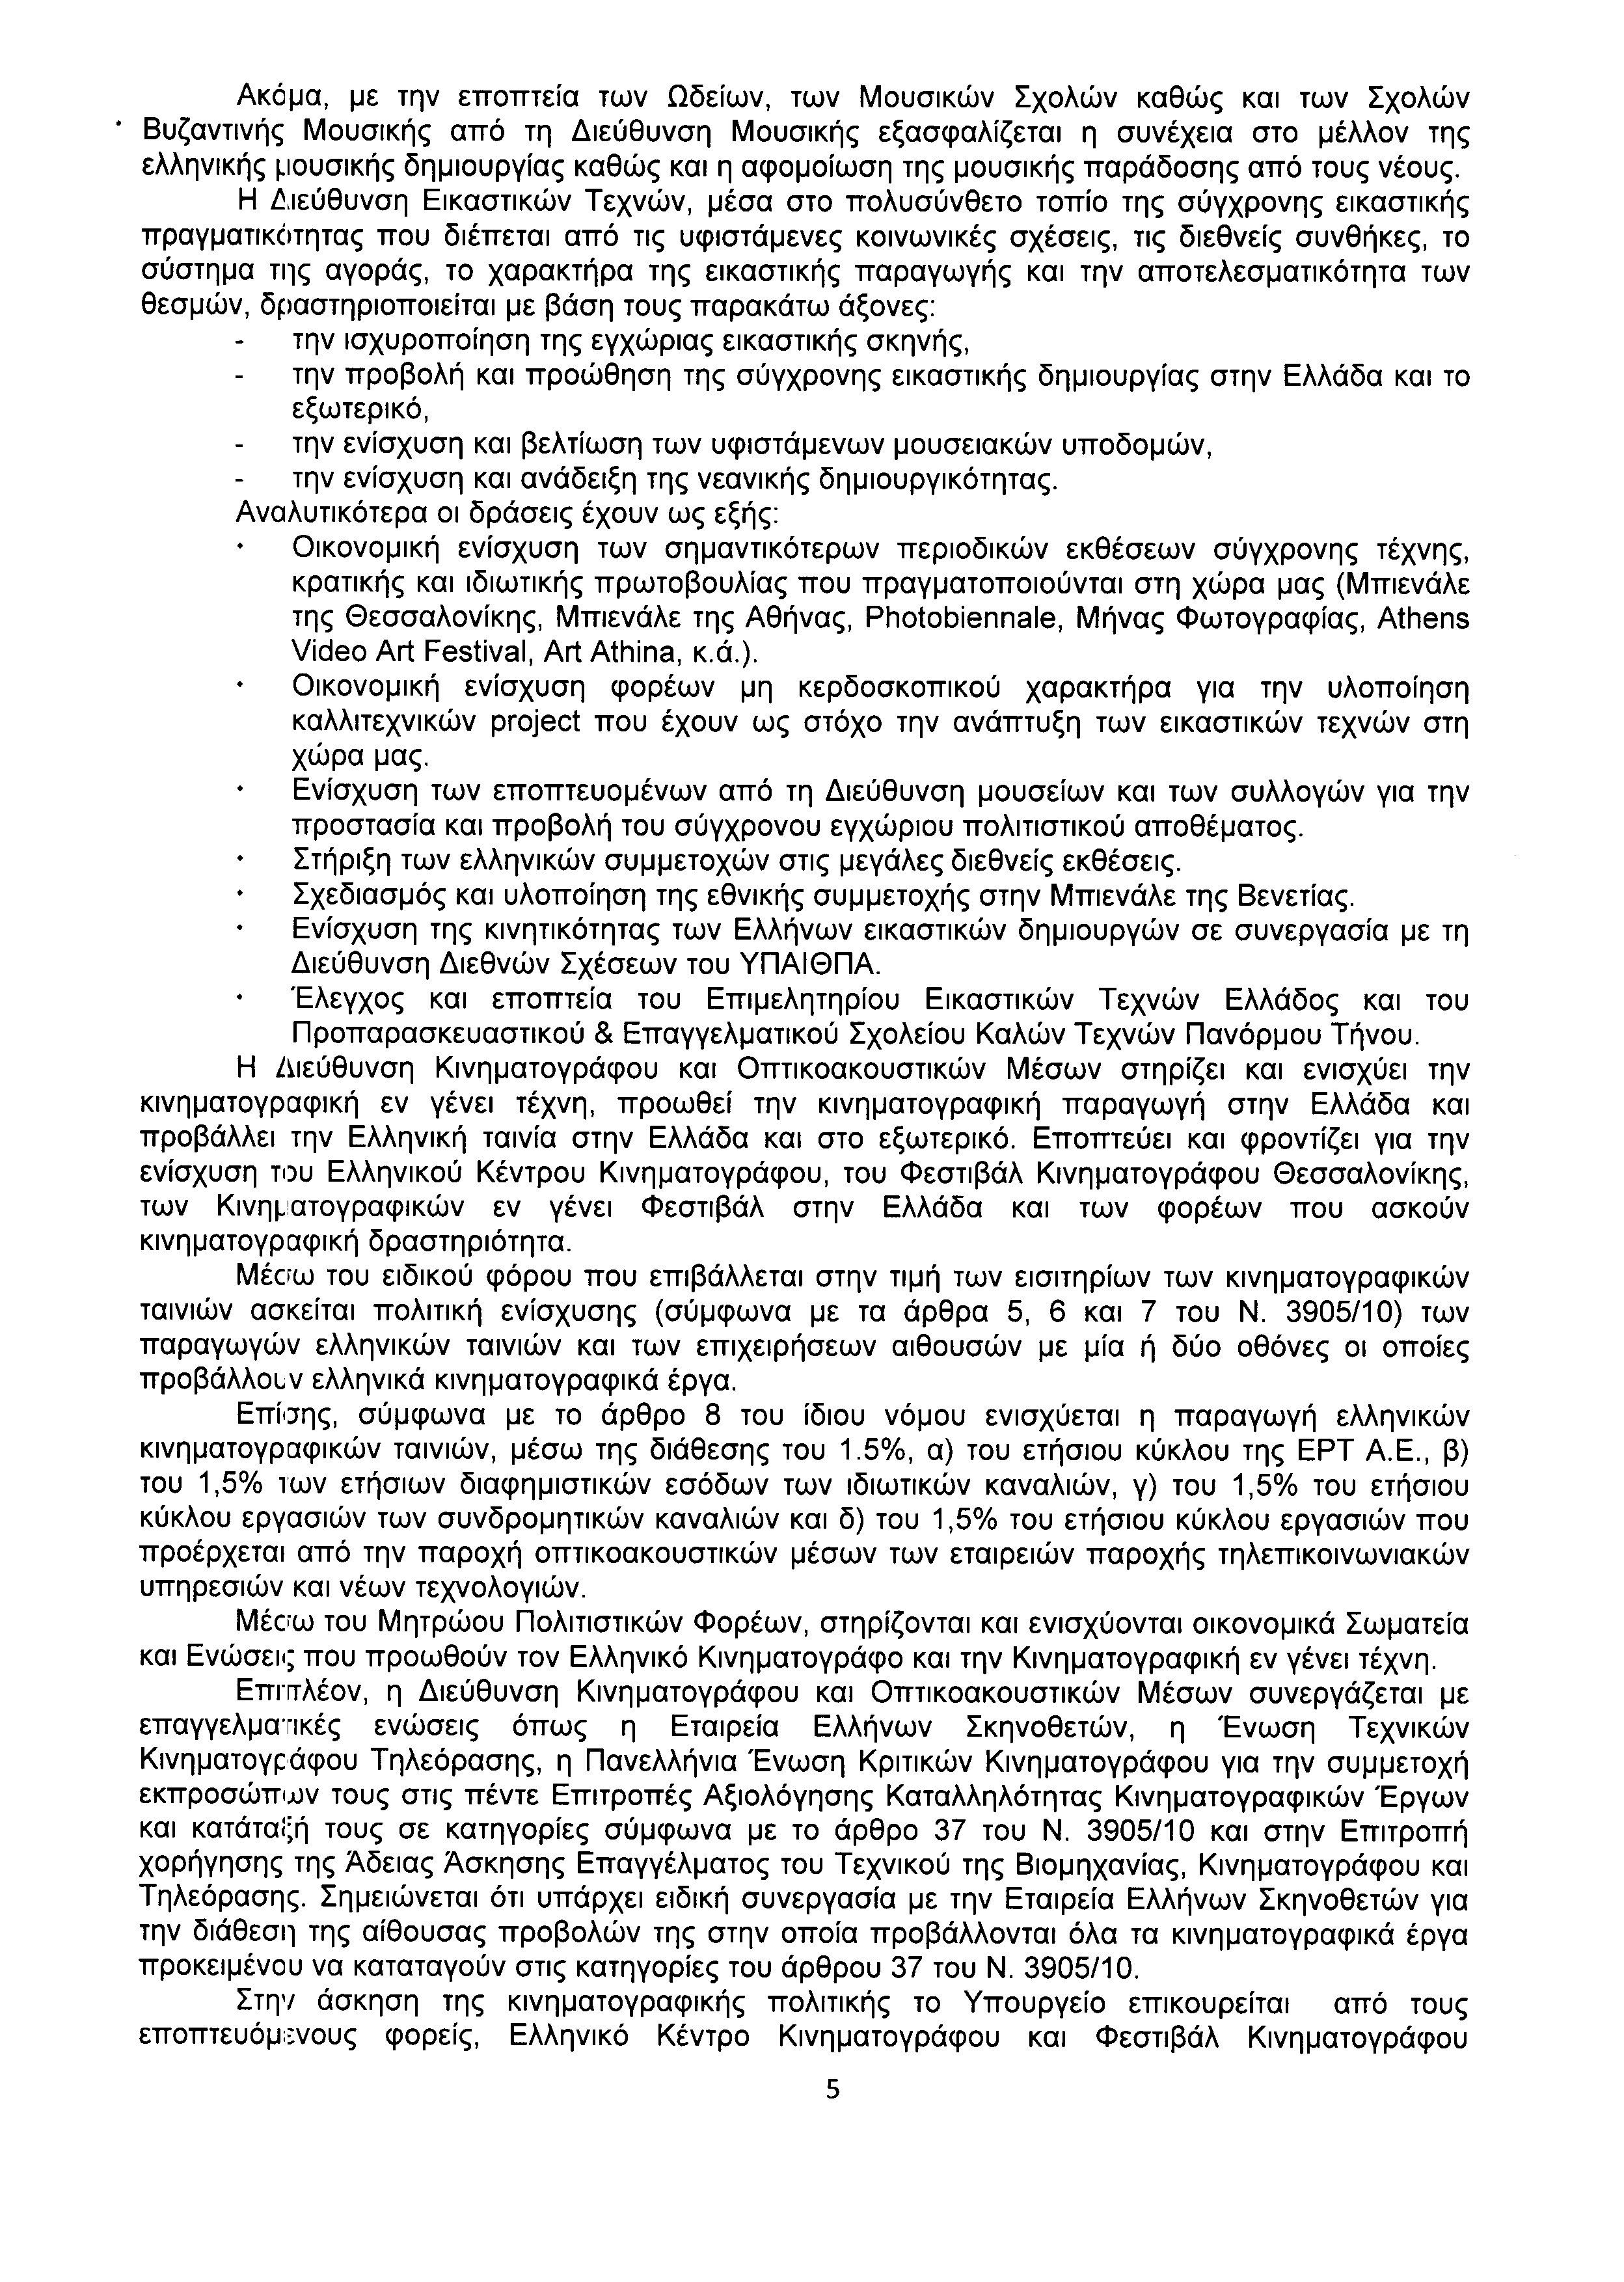 Ακόμα, με την εποπτεία των Ωδείων, των Μουσικών Σχολών καθώς και των Σχολών
Βυζαντινής Μουσικής από τη Διεύθυνση Μουσικής εξασφαλίζεται η συνέχεια στο μέλλον της
ελληνικής μουσικής δημιουργίας καθώς και η αφομοίωση της μουσικής παράδοσης από τους νέους.
Η Διεύθυνση Εικαστικών Τεχνών, μέσα στο πολυσύνθετο τοπίο της σύγχρονης εικαστικής
πραγματικότητας που διέπεται από τις υφιστάμενες κοινωνικές σχέσεις, τις διεθνείς συνθήκες, το
σύστημα της αγοράς, το χαρακτήρα της εικαστικής παραγωγής και την αποτελεσματικότητα των
θεσμών, δραστηριοποιείται με βάση τους παρακάτω άξονες:
- την ισχυροποίηση της εγχώριας εικαστικής σκηνής,
- την προβολή και προώθηση της σύγχρονης εικαστικής δημιουργίας στην Ελλάδα και το
εξωτερικό,
- την ενίσχυση και βελτίωση των υφιστάμενων μουσειακών υποδομών,
- την ενίσχυση και ανάδειξη της νεανικής δημιουργικότητας.
Αναλυτικότερα οι δράσεις έχουν ως εξής:
• Οικονομική ενίσχυση των σημαντικότερων περιοδικών εκθέσεων σύγχρονης τέχνης,
κρατικής και ιδιωτικής πρωτοβουλίας που πραγματοποιούνται στη χώρα μας (Μπιενάλε
της Θεσσαλονίκης, Μπιενάλε της Αθήνας, Photobiennale, Μήνας Φωτογραφίας, Athens
Video Art Festival, Art Athina, κ.ά.).
• Οικονομική ενίσχυση φορέων μη κερδοσκοπικού χαρακτήρα για την υλοποίηση
καλλιτεχνικών project που έχουν ως στόχο την ανάπτυξη των εικαστικών τεχνών στη
χώρα μας.
• Ενίσχυση των εποπτευομένων από τη Διεύθυνση μουσείων και των συλλογών για την
προστασία και προβολή του σύγχρονου εγχώριου πολιτιστικού αποθέματος.
• Στήριξη των ελληνικών συμμετοχών στις μεγάλες διεθνείς εκθέσεις.
• Σχεδιασμός και υλοποίηση της εθνικής συμμετοχής στην Μπιενάλε της Βενετίας.
• Ενίσχυση της κινητικότητας των Ελλήνων εικαστικών δημιουργών σε συνεργασία με τη
Διεύθυνση Διεθνών Σχέσεων του ΥΠΑΙΘΠΑ.
• Έλεγχος και εποπτεία του Επιμελητηρίου Εικαστικών Τεχνών Ελλάδος και του
Προπαρασκευαστικού & Επαγγελματικού Σχολείου Καλών Τεχνών Πανόρμου Τήνου.
Η Διεύθυνση Κινηματογράφου και Οπτικοακουστικών Μέσων στηρίζει και ενισχύει την
κινηματογραφική εν γένει τέχνη, προωθεί την κινηματογραφική παραγωγή στην Ελλάδα και
προβάλλει την Ελληνική ταινία στην Ελλάδα και στο εξωτερικό. Εποπτεύει και φροντίζει για την
ενίσχυση του Ελληνικού Κέντρου Κινηματογράφου, του Φεστιβάλ Κινηματογράφου Θεσσαλονίκης,
των Κινηματογραφικών εν γένει Φεστιβάλ στην Ελλάδα και των φορέων που ασκούν
κινηματογραφική δραστηριότητα.
Μέσω του ειδικού φόρου που επιβάλλεται στην τιμή των εισιτηρίων των κινηματογραφικών
ταινιών ασκείται πολιτική ενίσχυσης (σύμφωνα με τα άρθρα 5, 6 και 7 του Ν. 3905/10) των
παραγωγών ελληνικών ταινιών και των επιχειρήσεων αιθουσών με μία ή δύο οθόνες οι οποίες
προβάλλουν ελληνικά κινηματογραφικά έργα.
Επίσης, σύμφωνα με το άρθρο 8 του ίδιου νόμου ενισχύεται η παραγωγή ελληνικών
κινηματογραφικών ταινιών, μέσω της διάθεσης του 1.5%, α) του ετήσιου κύκλου της ΕΡΤ Α.Ε., β)
του 1,5% των ετήσιων διαφημιστικών εσόδων των ιδιωτικών καναλιών, γ) του 1,5% του ετήσιου
κύκλου εργασιών των συνδρομητικών καναλιών και δ) του 1,5% του ετήσιου κύκλου εργασιών που
προέρχεται από την παροχή οπτικοακουστικών μέσων των εταιρειών παροχής τηλεπικοινωνιακών
υπηρεσιών και νέων τεχνολογιών.
Μέσω του Μητρώου Πολιτιστικών Φορέων, στηρίζονται και ενισχύονται οικονομικά Σωματεία
και Ενώσεις που προωθούν τον Ελληνικό Κινηματογράφο και την Κινηματογραφική εν γένει τέχνη.
Επιπλέον, η Διεύθυνση Κινηματογράφου και Οπτικοακουστικών Μέσων συνεργάζεται με
επαγγελματικές ενώσεις όπως η Εταιρεία Ελλήνων Σκηνοθετών, η Ένωση Τεχνικών
Κινηματογράφου Τηλεόρασης, η Πανελλήνια Ένωση Κριτικών Κινηματογράφου για την συμμετοχή
εκπροσώπων τους στις πέντε Επιτροπές Αξιολόγησης Καταλληλότητας Κινηματογραφικών Έργων
και κατάταξή τους σε κατηγορίες σύμφωνα με το άρθρο 37 του Ν. 3905/10 και στην Επιτροπή
χορήγησης της Άδειας Άσκησης Επαγγέλματος του Τεχνικού της Βιομηχανίας, Κινηματογράφου και
Τηλεόρασης. Σημειώνεται ότι υπάρχει ειδική συνεργασία με την Εταιρεία Ελλήνων Σκηνοθετών για
την διάθεση της αίθουσας προβολών της στην οποία προβάλλονται όλα τα κινηματογραφικά έργα
προκειμένου να καταταγούν στις κατηγορίες του άρθρου 37 του Ν. 3905/10.
Στην άσκηση της κινηματογραφικής πολιτικής το Υπουργείο επικουρείται από τους
εποπτευόμενους φορείς, Ελληνικό Κέντρο Κινηματογράφου και Φεστιβάλ Κινηματογράφου
5